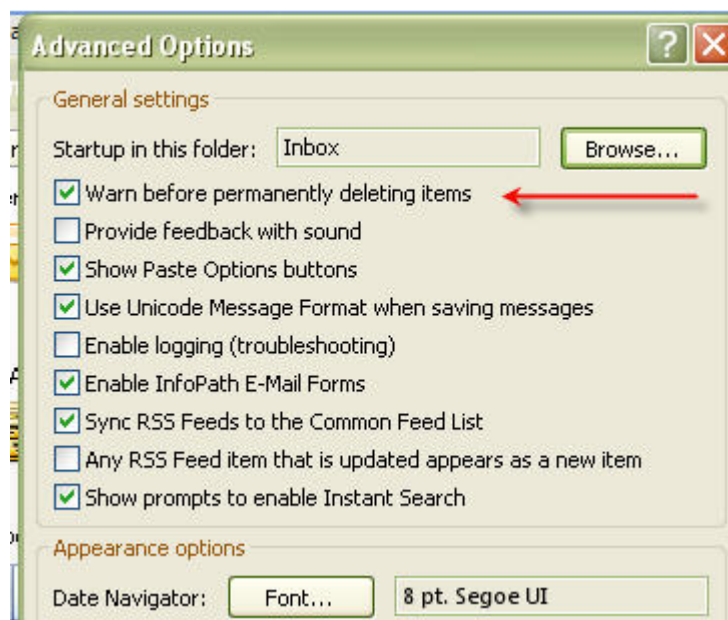 Advanced Options
General settings
Startup in this folder: Inbox Browse...
Warn before permanently deleting items
Provide feedback with sound
Show Paste Options buttons
Use Unicode Message Format when saving messages
Enable logging (troubleshooting)
Enable InfoPath E-Mail Forms
Sync RSS Feeds to the Common Feed List
Any RSS Feed item that is updated appears as a new item
Show prompts to enable Instant Search
Appearance options
Date Navigator: Font... 8 pt. Segoe UI